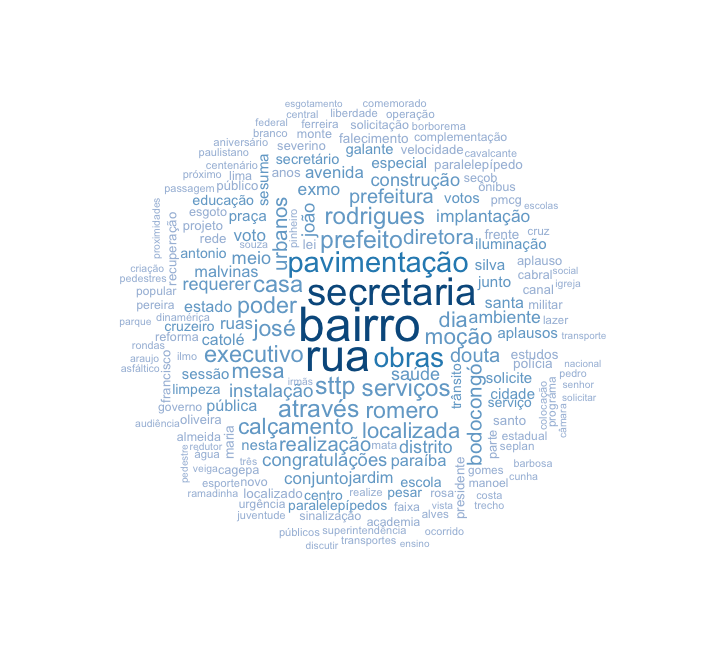 esgotamento comemorado
central liberdade operação
federal ferreira solicitação borborema
branco monte falecimento complementação
aniversário severino galante velocidade cavalcante
paulistano secretário especial paralelepípedo
centenário sesuma anos avenida construção secob
próximo lima exmo prefeitura votos ônibus
passagem público
educação joão rodrigues implantação pmcg escolas
esgoto praça urbanos pinheiro
projeto voto prefeito diretora frente cruz
rede souza lei iluminação
proximidades recuperação antonio meio pavimentação silva aplauso
malvinas cabral social
criação requerer casa secretaria junto canal igreja
pedestres
popular estado poder santa militar
pereira dinamérica bairro dia ambiente
parque cruzeiro ruas josé moção aplausos lazer
reforma catolé rua transporte
rondas executivo obras douta estudos
araujo ilmo polícia nacional
asfáltico sessão mesa saúde solicite pedro
francisco limpeza instalação irmãs sttp serviços trânsito cidade senhor
governo pública através romero bodocongó serviço colocação programa solicitar
audiência oliveira calçamento localizada santo câmara
almeida maria nesta realização mata distrito parte estadual
pedestre redutor seplan
água
veiga cagepa três congratulações paraíba barbosa
esporte novo conjunto jardim escola presidente gomes cunha
ramadinha localizado centro realize pesar rosa manoel costa
urgência paralelepípedos faixa vista trecho
juventude sinalização academia alves
públicos superintendência ocorrido
discutir transportes ensino